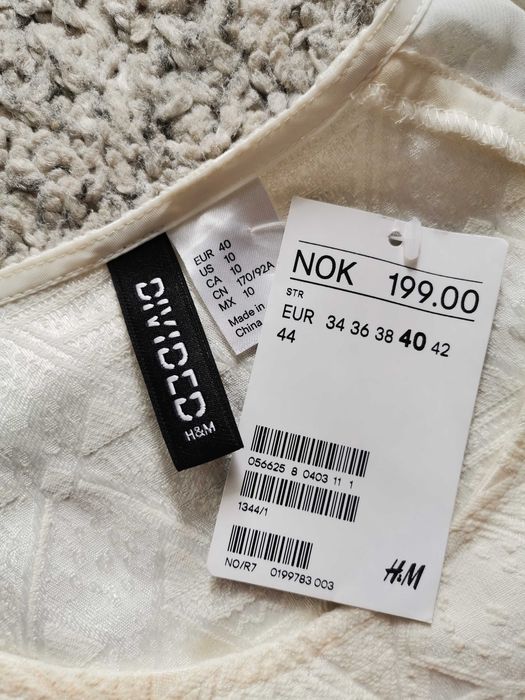 EUR 40
US 10
CA 10
CN 170/92A
MX 10
Made in
China
DIVIDED
H&M
NOK 199.00
STR
EUR 34 36 38 40 42
44
056625 8 0403 11 1
1344/1
NO/R7 0199783 003
H&M